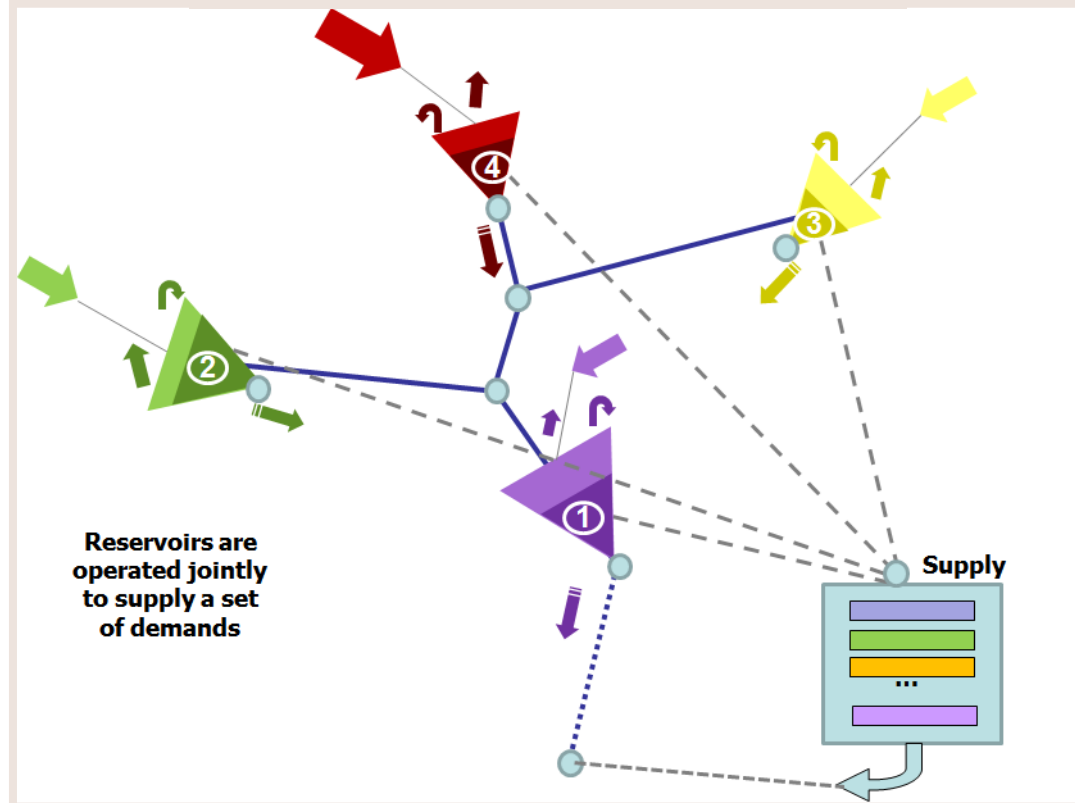 4
3
2
1
Reservoirs are
operated jointly
to supply a set
of demands
Supply
...